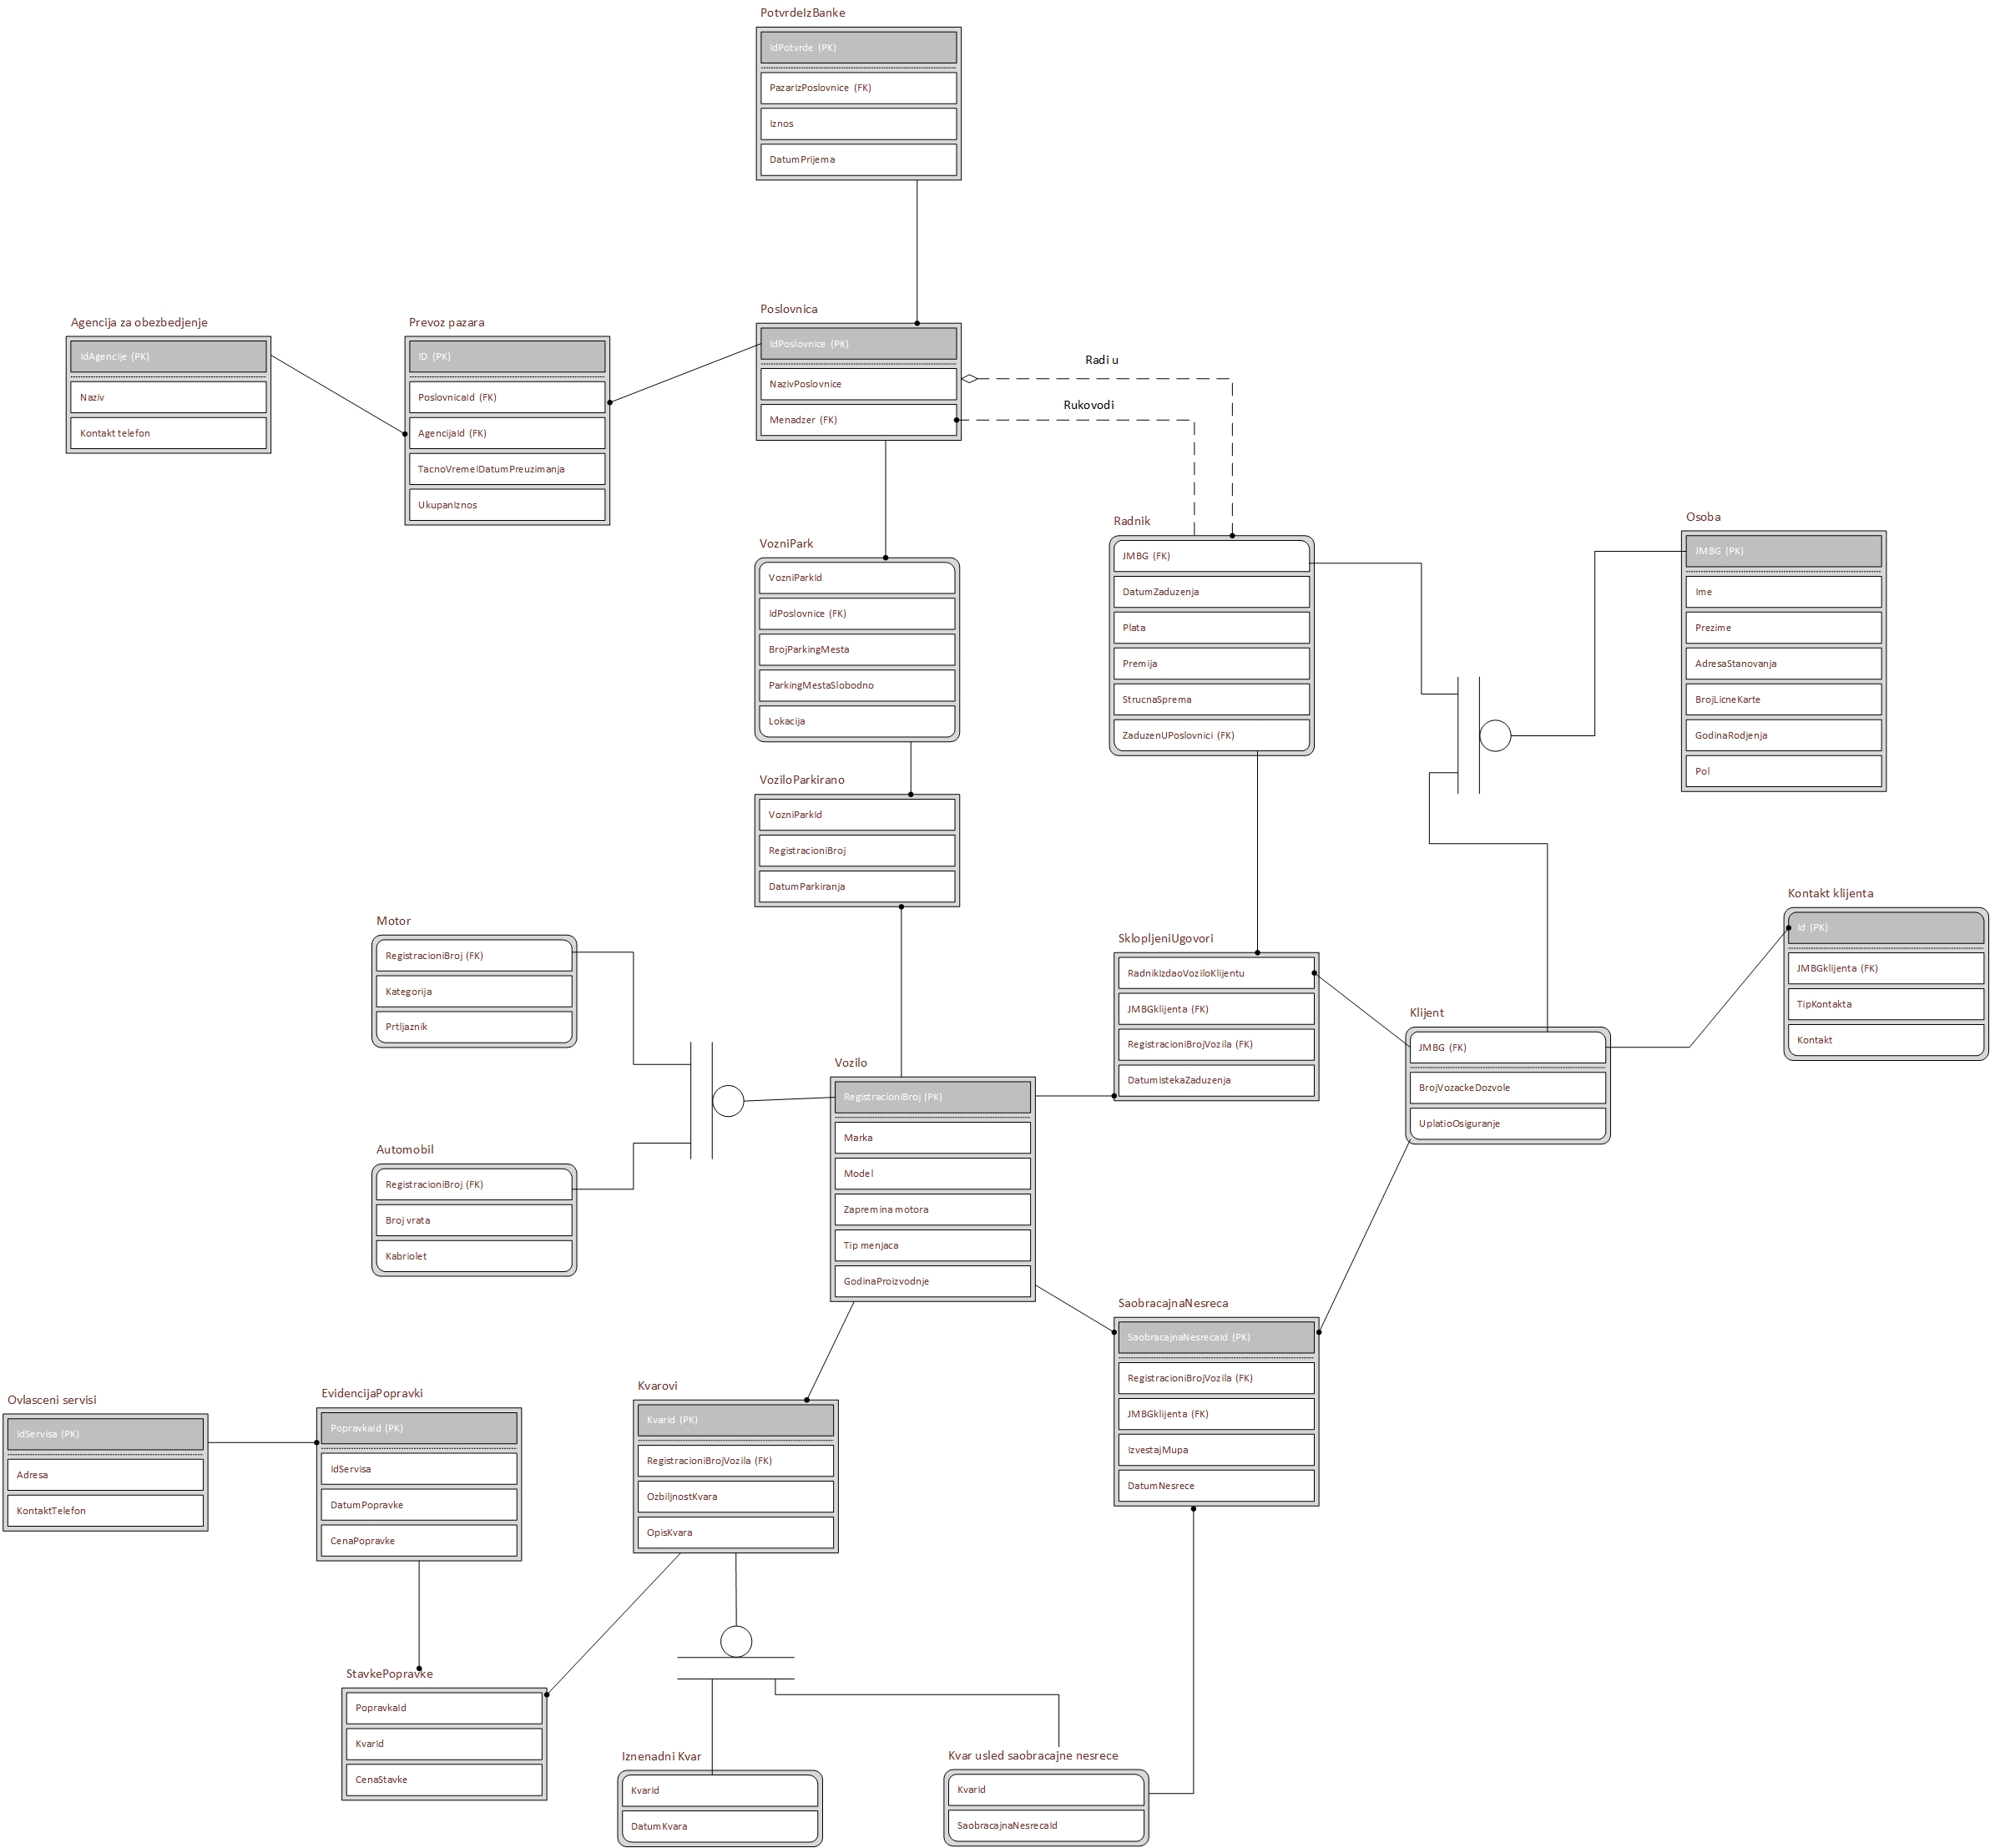 PotvrdeIzBanke
IdPotvrde (PK)
PazarIzPoslovnice (FK)
Iznos
DatumPrijema
Agencija za obezbedjenje
IdAgencije (PK)
Naziv
Kontakt telefon
Prevoz pazara
ID (PK)
PoslovnicaId (FK)
AgencijaId (FK)
TacnoVremeIDatumPreuzimanja
UkupanIznos
Poslovnica
IdPoslovnice (PK)
NazivPoslovnice
Menadzer (FK)
Radi u
Rukovodi
VozniPark
VozniParkId
IdPoslovnice (FK)
BrojParkingMesta
ParkingMestaSlobodno
Lokacija
Radnik
JMBG (FK)
DatumZaduzenja
Plata
Premija
StrucnaSprema
ZaduzenUPoslovnici (FK)
Osoba
JMBG (PK)
Ime
Prezime
AdresaStanovanja
BrojLicneKarte
GodinaRodjenja
Pol
VoziloParkirano
VozniParkId
RegistracioniBroj
DatumParkiranja
Motor
RegistracioniBroj (FK)
Kategorija
Prtljaznik
SklopljeniUgovori
RadnikIzdaoVoziloKlijentu
JMBGklijenta (FK)
RegistracioniBrojVozila (FK)
DatumIstekaZaduzenja
Kontakt klijenta
Id (PK)
JMBGklijenta (FK)
TipKontakta
Kontakt
Klijent
JMBG (FK)
BrojVozackeDozvole
UplatioOsiguranje
Vozilo
RegistracioniBroj (PK)
Marka
Model
Zapremina motora
Tip menjaca
GodinaProizvodnje
Automobil
RegistracioniBroj (FK)
Broj vrata
Kabriolet
SaobracajnaNesreca
SaobracajnaNesrecaId (PK)
RegistracioniBrojVozila (FK)
JMBGklijenta (FK)
IzvestajMupa
DatumNesrece
Ovlasceni servisi
IdServisa (PK)
Adresa
KontaktTelefon
EvidencijaPopravki
PopravkaId (PK)
IdServisa
DatumPopravke
CenaPopravke
Kvarovi
KvarId (PK)
RegistracioniBrojVozila (FK)
OzbiljnostKvara
OpisKvara
StavkePopravke
PopravkaId
KvarId
CenaStavke
Iznenadni Kvar
KvarId
DatumKvara
Kvar usled saobracajne nesrece
KvarId
SaobracajnaNesrecaId